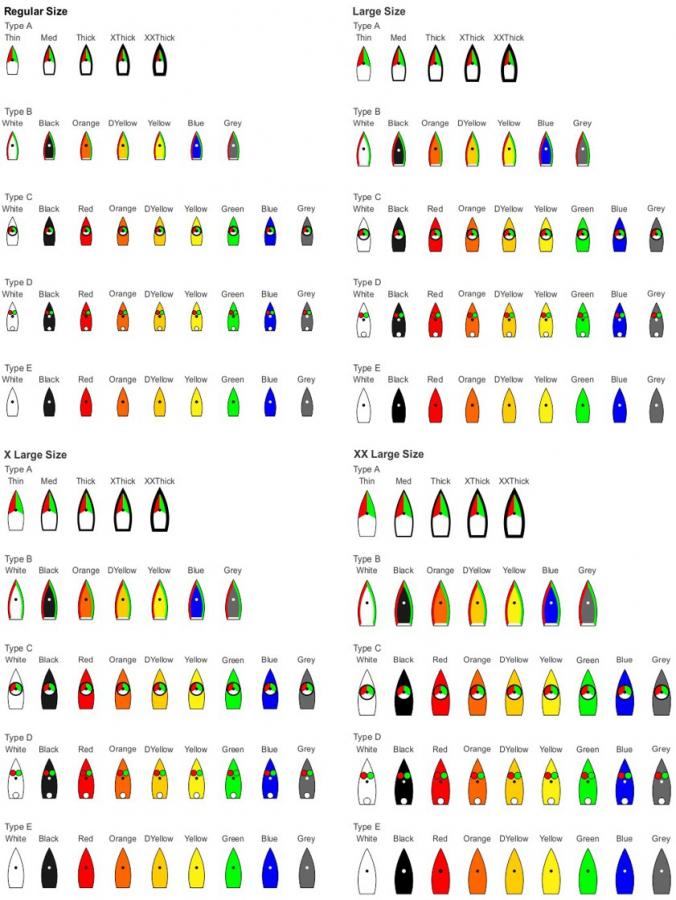 Regular Size
Type A
Thin Med Thick XThick XXThick
Type B
White Black Orange DYellow Yellow Blue Grey
Type C
White Black Red Orange DYellow Yellow Green Blue Grey
Type D
White Black Red Orange DYellow Yellow Green Blue Grey
Type E
White Black Red Orange DYellow Yellow Green Blue Grey
Large Size
Type A
Thin Med Thick XThick XXThick
Type B
White Black Orange DYellow Yellow Blue Grey
Type C
White Black Red Orange DYellow Yellow Green Blue Grey
Type D
White Black Red Orange DYellow Yellow Green Blue Grey
Type E
White Black Red Orange DYellow Yellow Green Blue Grey
X Large Size
Type A
Thin Med Thick XThick XXThick
Type B
White Black Orange DYellow Yellow Blue Grey
Type C
White Black Red Orange DYellow Yellow Green Blue Grey
Type D
White Black Red Orange DYellow Yellow Green Blue Grey
Type E
White Black Red Orange DYellow Yellow Green Blue Grey
XX Large Size
Type A
Thin Med Thick XThick XXThick
Type B
White Black Orange DYellow Yellow Blue Grey
Type C
White Black Red Orange DYellow Yellow Green Blue Grey
Type D
White Black Red Orange DYellow Yellow Green Blue Grey
Type E
White Black Red Orange DYellow Yellow Green Blue Grey